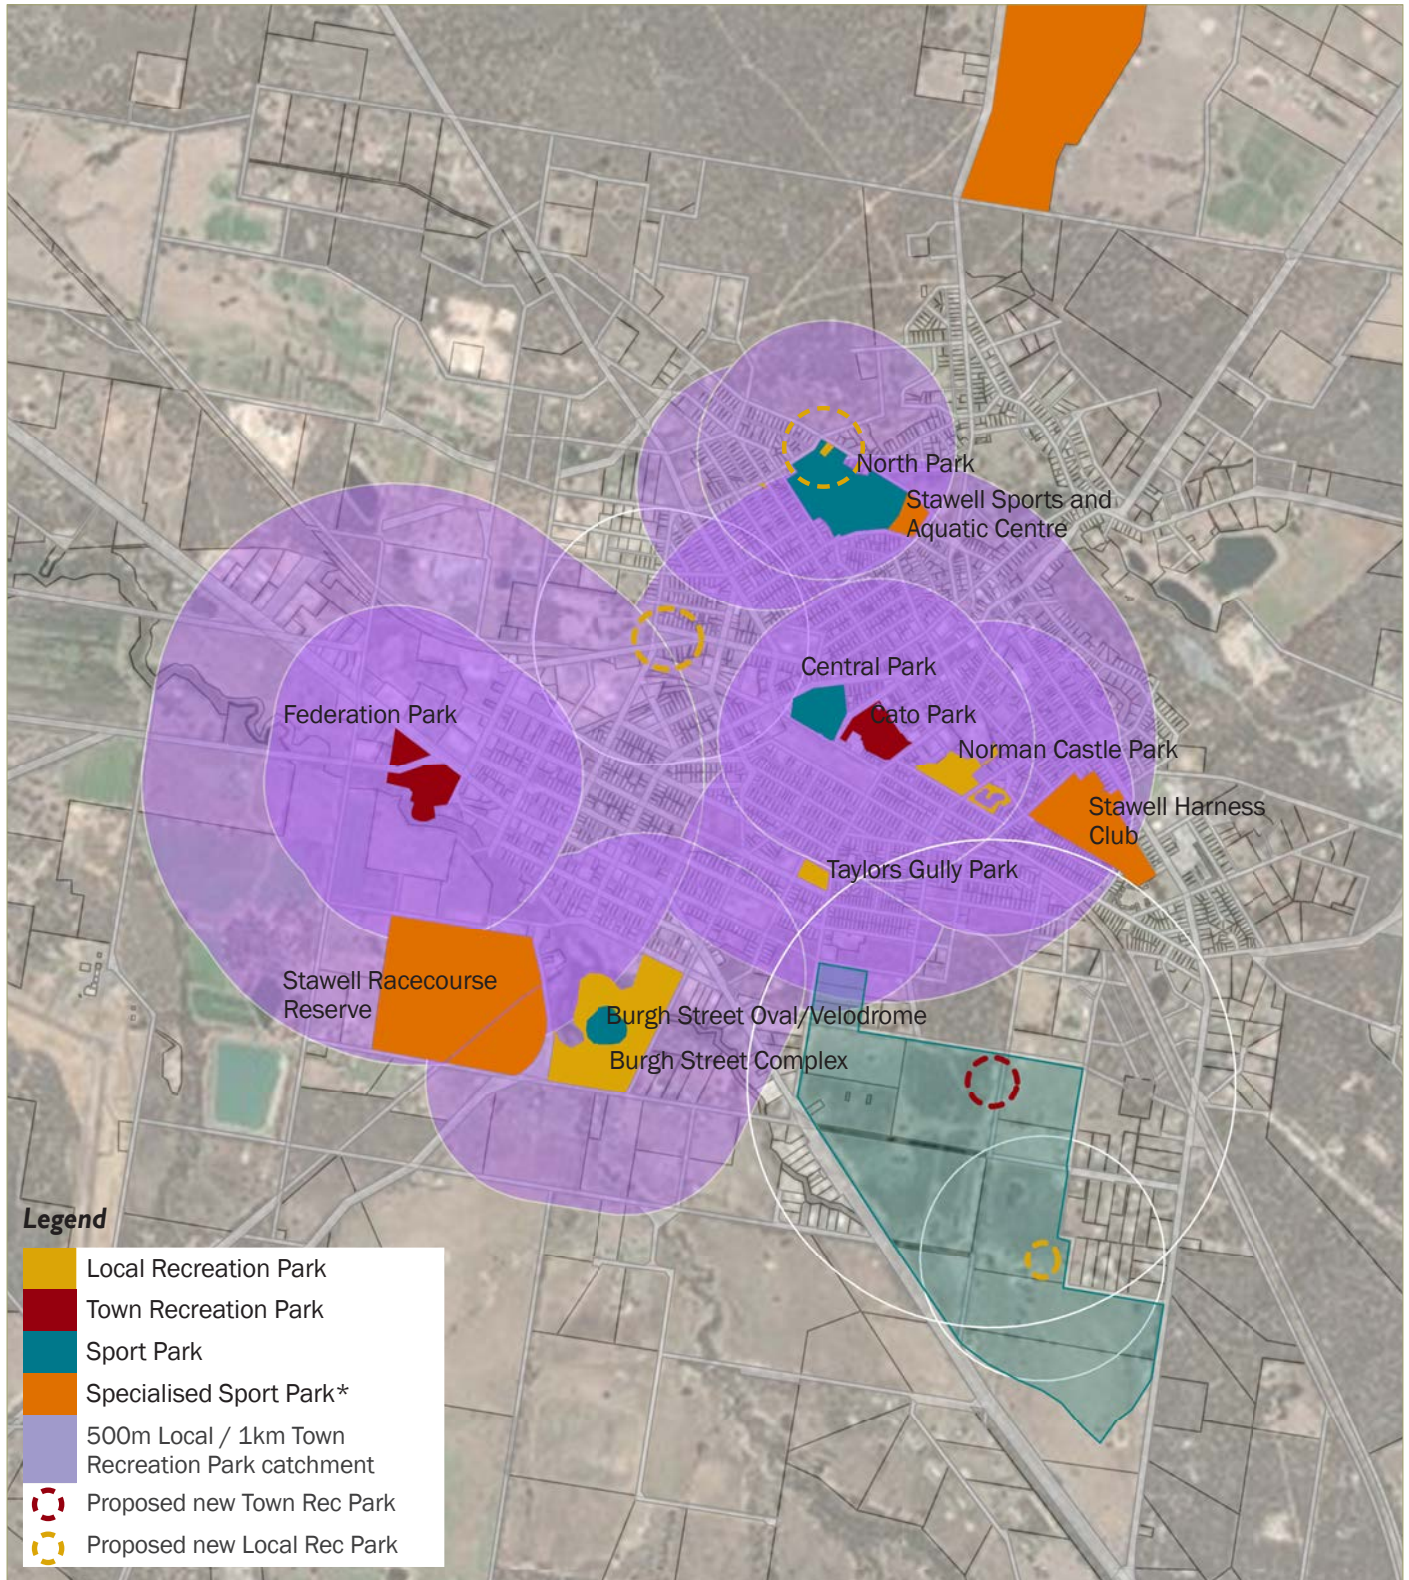 North Park
Stawell Sports and
Aquatic Centre
Central Park
Federation Park
Cato Park
Norman Castle Park
Stawell Harness
Club
Taylors Gully Park
Stawell Racecourse
Reserve
Burgh Street Oval/Velodrome
Burgh Street Complex
Legend
Local Recreation Park
Town Recreation Park
Sport Park
Specialised Sport Park*
500m Local / 1km Town
Recreation Park catchment
Proposed new Town Rec Park
Proposed new Local Rec Park